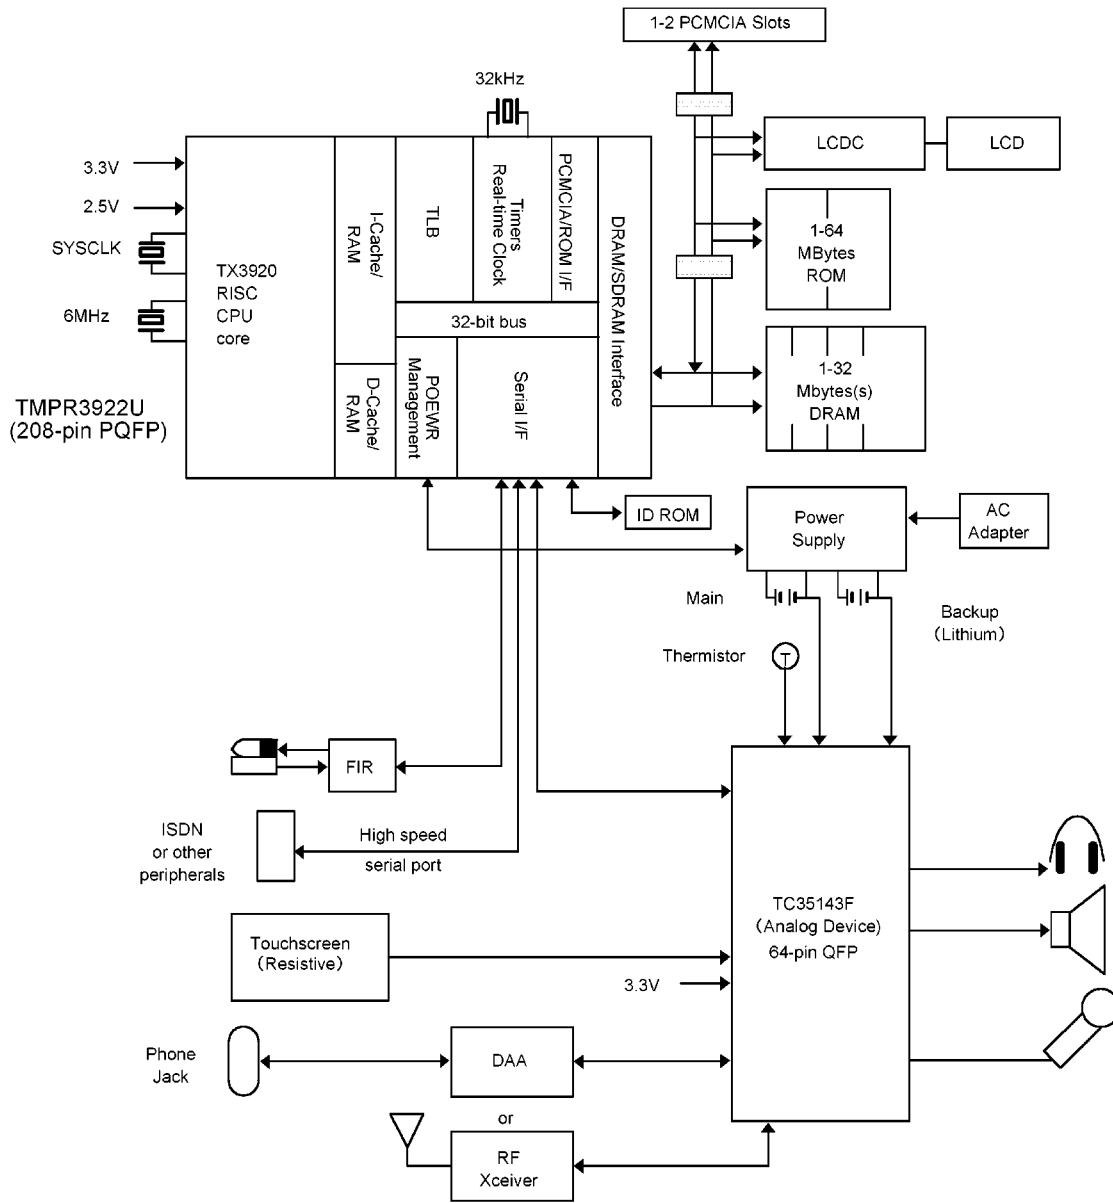 1-2 PCMCIA Slots
32kHz
LCDC
LCD
3.3V
2.5V
SYSCLK
6MHz
TX3920
RISC
CPU
core
I-Cache/
RAM
D-Cache/
RAM
TLB
Timers
Real-time Clock
PCMCIA/ROM I/F
DRAM/SDRAM Interface
32-bit bus
POEWR
Management
Serial I/F
1-64
MBytes
ROM
1-32
Mbytes(s)
DRAM
TMPR3922U
(208-pin PQFP)
ID ROM
Power
Supply
AC
Adapter
Main
Backup
(Lithium)
Thermistor
T
FIR
ISDN
or other
peripherals
High speed
serial port
TC35143F
(Analog Device)
64-pin QFP
Touchscreen
(Resistive)
3.3V
Phone
Jack
DAA
or
RF
Xceiver